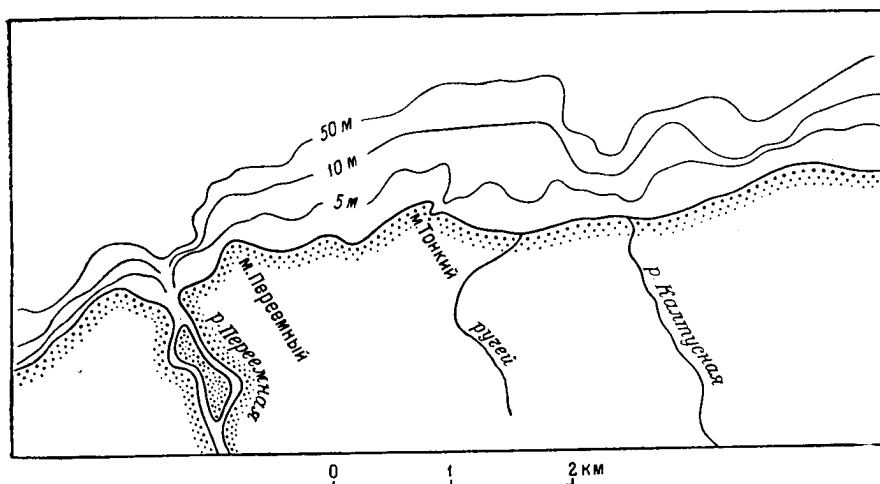 50 м
10 м
5 м
м. Тонкий
м. Переемный
р. Переемная
ручей
р. Калтусная
0 1 2 км